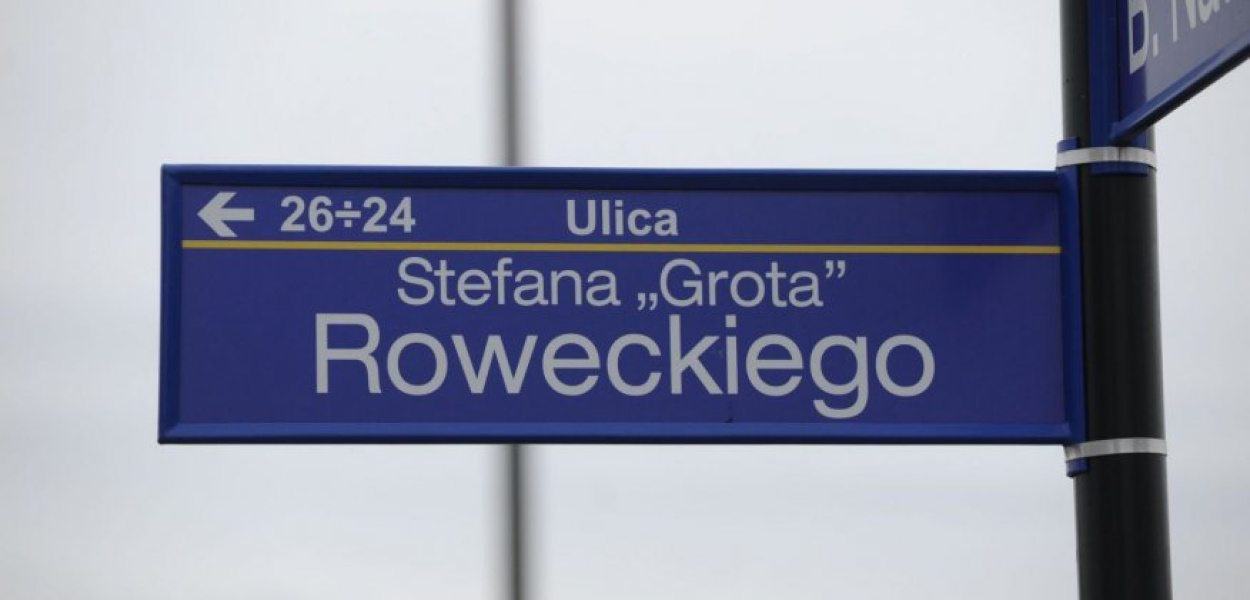 ← 26÷24 Ulica
Stefana „Grota”
Roweckiego
B.